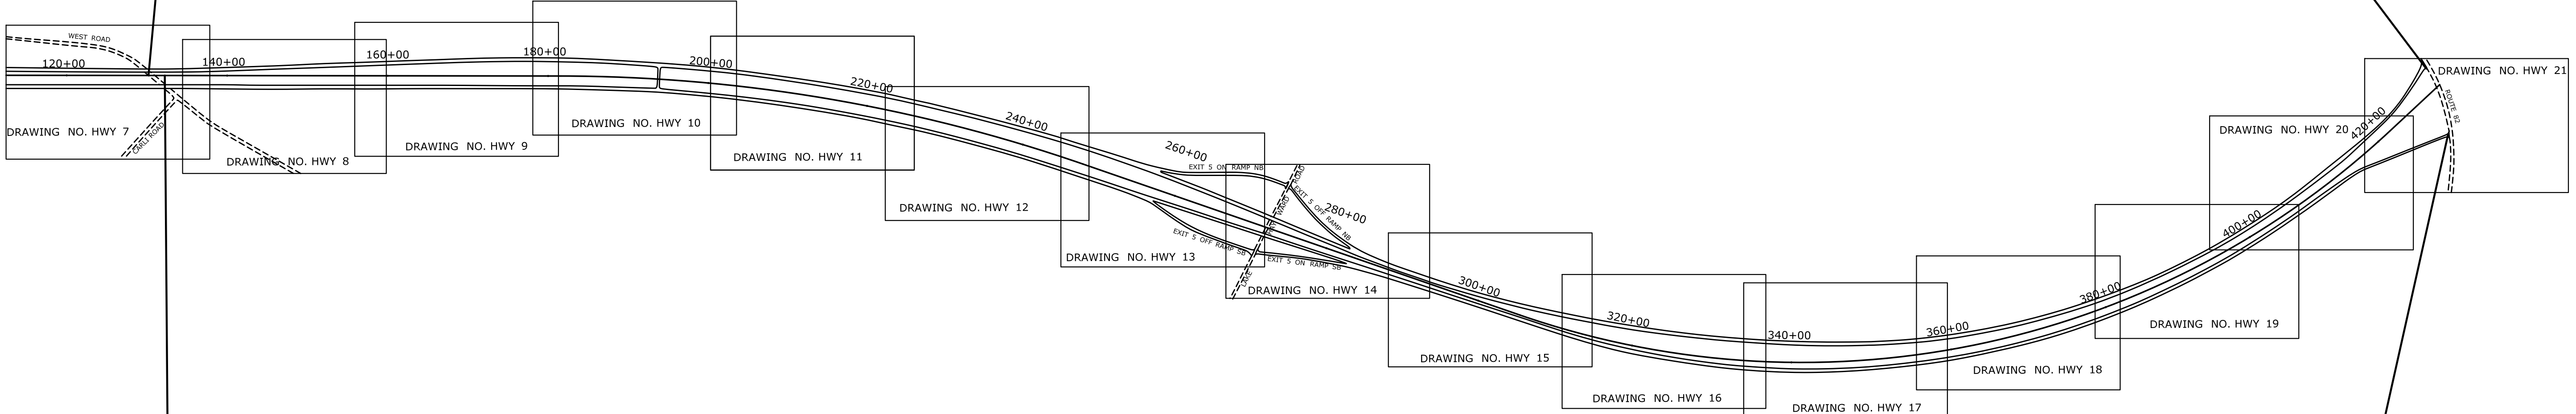 WEST ROAD
120+00
140+00
160+00
180+00
200+00
220+00
240+00
260+00
280+00
300+00
320+00
340+00
360+00
380+00
400+00
420+00
CARLI ROAD
EXIT 5 ON RAMP NB
EXIT 5 OFF RAMP NB
EXIT 5 OFF RAMP SB
EXIT 5 ON RAMP SB
ROUTE 82
DRAWING NO. HWY 7
DRAWING NO. HWY 8
DRAWING NO. HWY 9
DRAWING NO. HWY 10
DRAWING NO. HWY 11
DRAWING NO. HWY 12
DRAWING NO. HWY 13
DRAWING NO. HWY 14
DRAWING NO. HWY 15
DRAWING NO. HWY 16
DRAWING NO. HWY 17
DRAWING NO. HWY 18
DRAWING NO. HWY 19
DRAWING NO. HWY 20
DRAWING NO. HWY 21
LAKE WARD ROAD